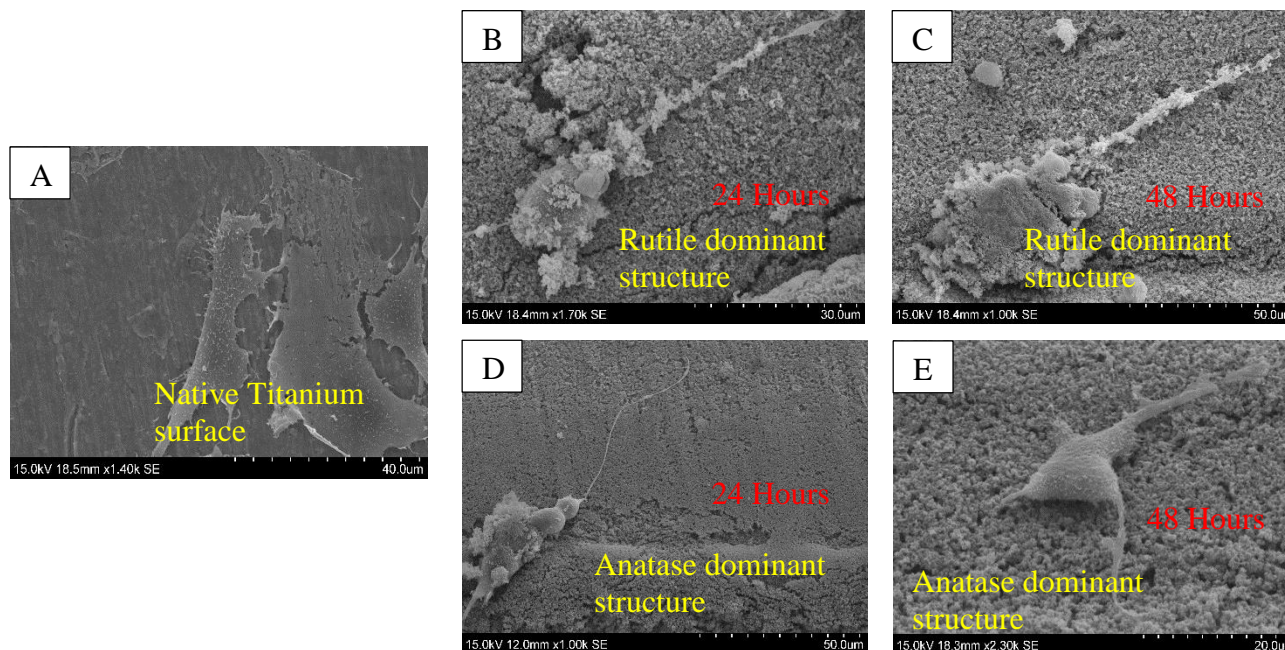 A
Native Titanium
surface
15.0kV 18.5mm x1.40k SE
40.0um
B
24 Hours
Rutile dominant
structure
15.0kV 18.4mm x1.70k SE
30.0um
C
48 Hours
Rutile dominant
structure
15.0kV 18.4mm x1.00k SE
50.0um
D
24 Hours
Anatase dominant
structure
15.0kV 12.0mm x1.00k SE
50.0um
E
48 Hours
Anatase dominant
structure
15.0kV 18.3mm x2.30k SE
20.0um